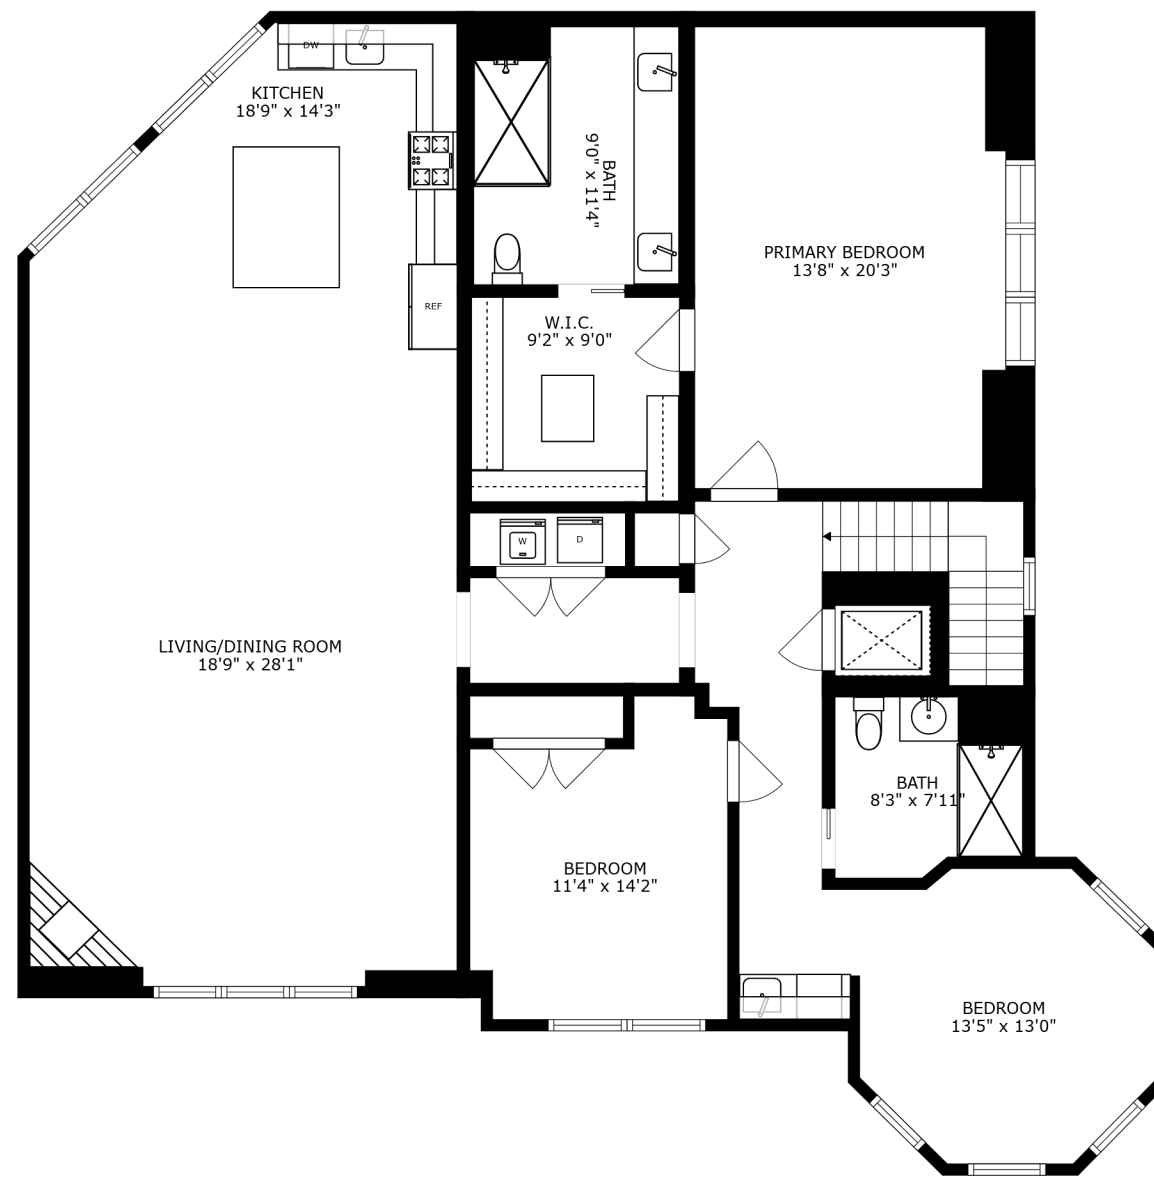 DW
KITCHEN
18'9" x 14'3"
BATH
9'0" x 11'4"
PRIMARY BEDROOM
13'8" x 20'3"
REF
W.I.C.
9'2" x 9'0"
W
D
LIVING/DINING ROOM
18'9" x 28'1"
BATH
8'3" x 7'11"
BEDROOM
11'4" x 14'2"
BEDROOM
13'5" x 13'0"